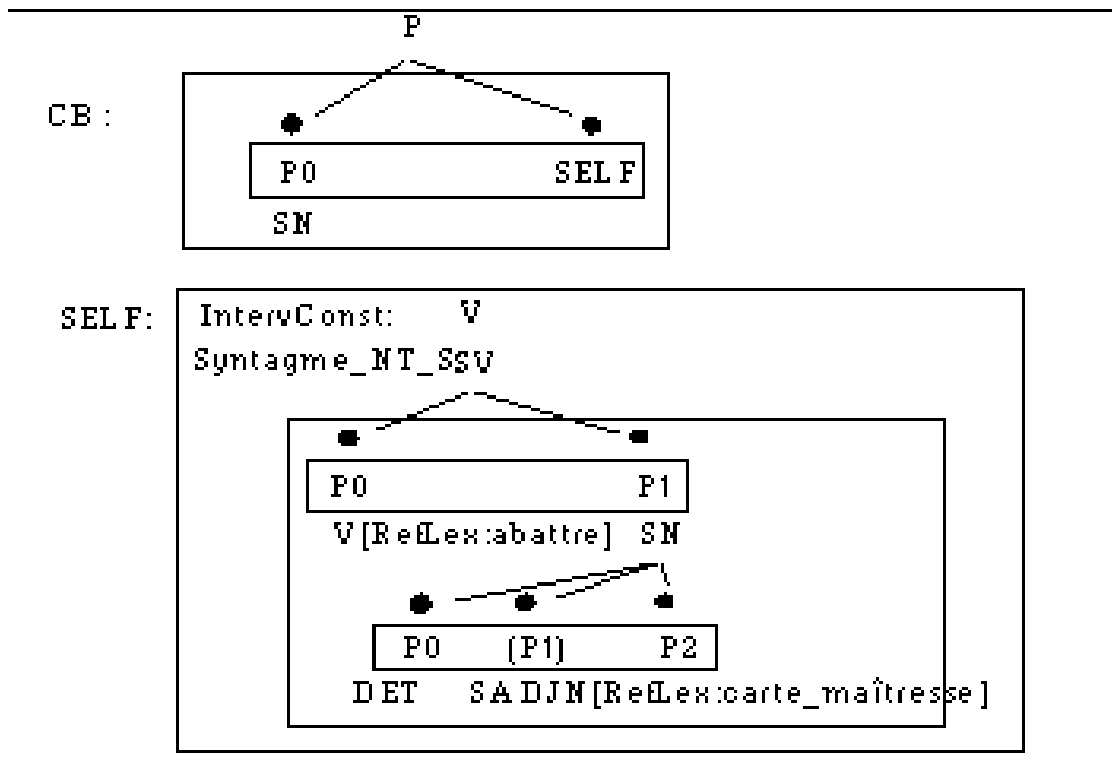 P
CB :
P0 SELF
SN
SELF: IntervConst: V
Syntagme_NT_SSV
P0 P1
V[RefLex:abattre] SN
P0 (P1) P2
DET SADJN[RefLex:carte_maîtresse]